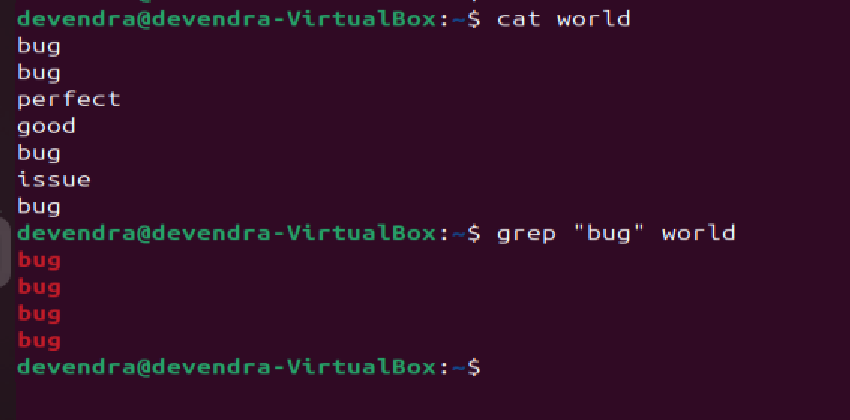 devendra@devendra-VirtualBox:~$ cat world
bug
bug
perfect
good
bug
issue
bug
devendra@devendra-VirtualBox:~$ grep "bug" world
bug
bug
bug
bug
devendra@devendra-VirtualBox:~$